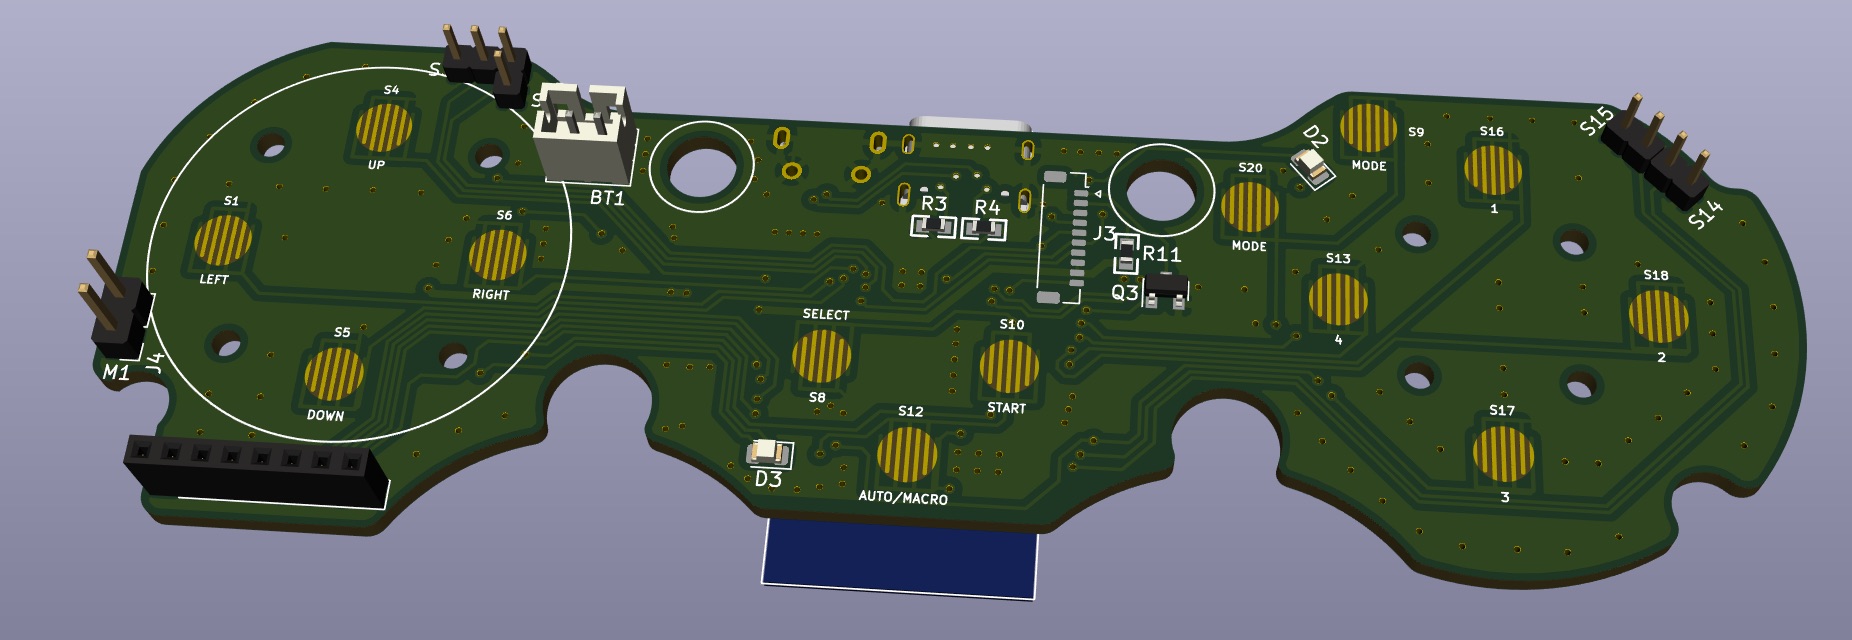 S4
UP
S1
LEFT
S6
RIGHT
S5
DOWN
M1
J4
BT1
R3
R4
J3
R11
Q3
D2
S9
MODE
S20
MODE
S16
1
S15
S14
S13
4
S18
2
S17
3
SELECT
S8
S10
START
S12
AUTO/MACRO
D3